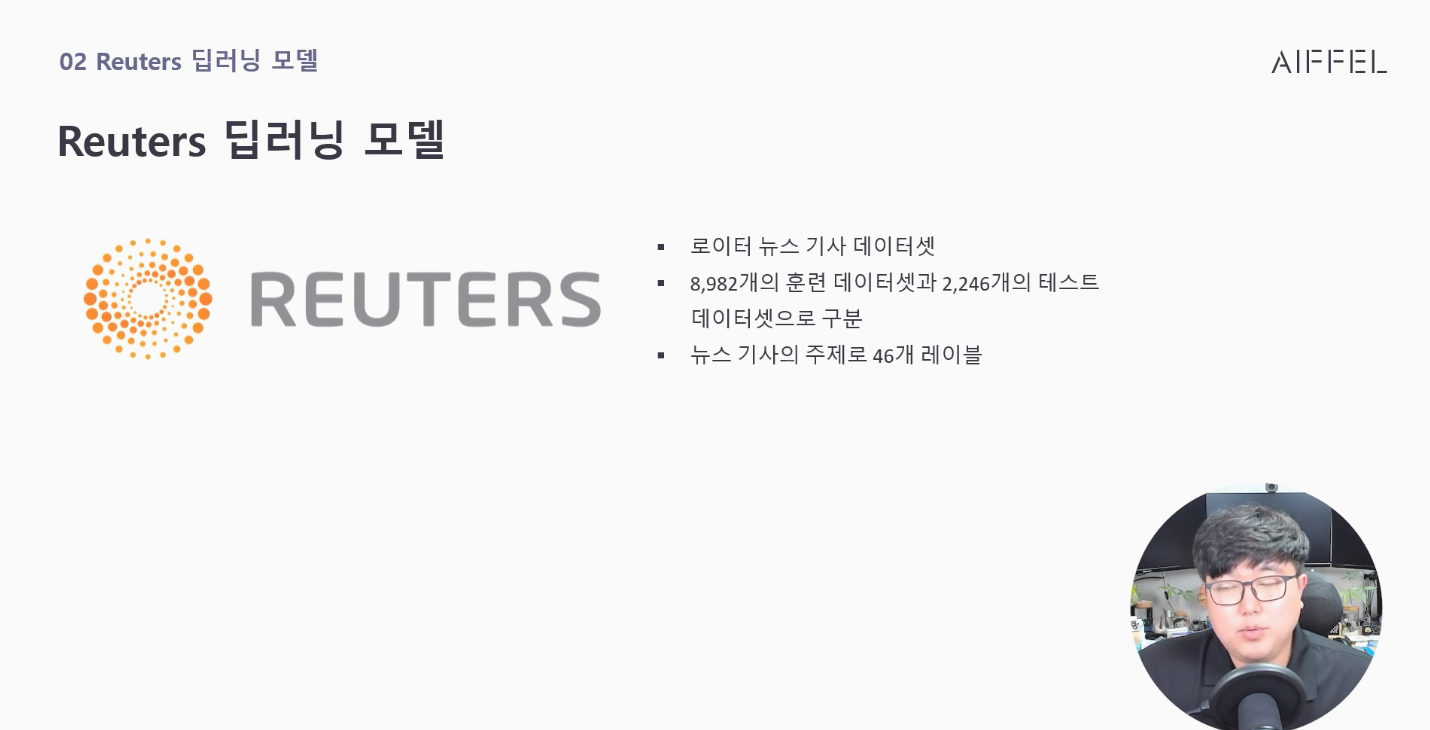 02 Reuters 딥러닝 모델
AIFFEL
Reuters 딥러닝 모델
REUTERS
▪ 로이터 뉴스 기사 데이터셋
▪ 8,982개의 훈련 데이터셋과 2,246개의 테스트
데이터셋으로 구분
▪ 뉴스 기사의 주제로 46개 레이블